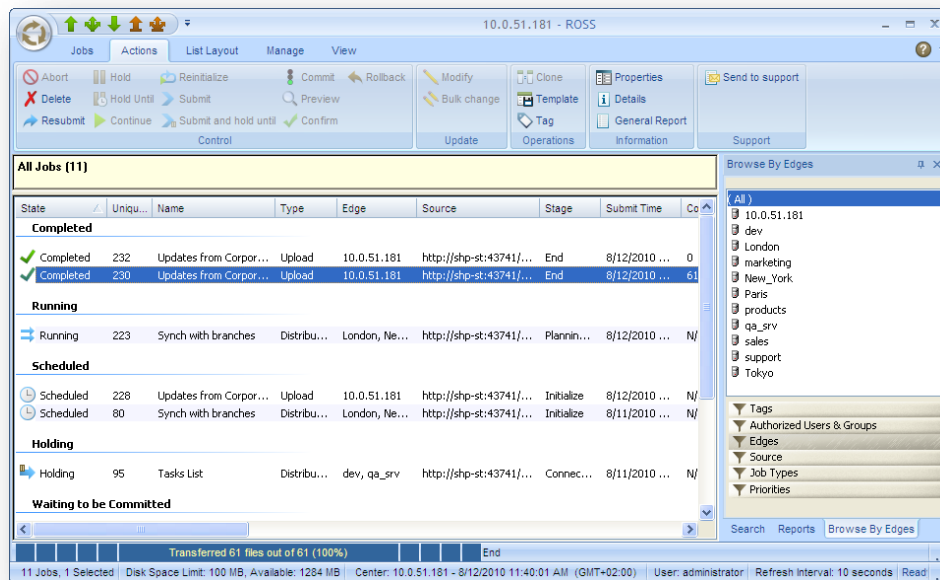 10.0.51.181 - ROSS
Jobs Actions List Layout Manage View
Abort Hold Reinitialize Commit Rollback Modify Clone Properties Send to support
Delete Hold Until Submit Preview Bulk change Template Details
Resubmit Continue Submit and hold until Confirm Tag General Report
Control Update Operations Information Support
All Jobs (11)
State Uniqu... Name Type Edge Source Stage Submit Time Co
Completed
Completed 232 Updates from Corpor... Upload 10.0.51.181 http://shp-st:43741/... End 8/12/2010 ... 0
Completed 230 Updates from Corpor... Upload 10.0.51.181 http://shp-st:43741/... End 8/12/2010 ... 61
Running
Running 223 Synch with branches Distribu... London, Ne... http://shp-st:43741/... Plannin... 8/12/2010 ... N/
Scheduled
Scheduled 228 Updates from Corpor... Upload 10.0.51.181 http://shp-st:43741/... Initialize 8/12/2010 ... N/
Scheduled 80 Synch with branches Distribu... London, Ne... http://shp-st:43741/... Initialize 8/11/2010 ... N/
Holding
Holding 95 Tasks List Distribu... dev, qa_srv http://shp-st:43741/... Connec... 8/11/2010 ... N/
Waiting to be Committed
Browse By Edges
( All )
10.0.51.181
dev
London
marketing
New_York
Paris
products
qa_srv
sales
support
Tokyo
Tags
Authorized Users & Groups
Edges
Source
Job Types
Priorities
Search Reports Browse By Edges
Transferred 61 files out of 61 (100%) End
11 Jobs, 1 Selected Disk Space Limit: 100 MB, Available: 1284 MB Center: 10.0.51.181 - 8/12/2010 11:40:01 AM (GMT+02:00) User: administrator Refresh Interval: 10 seconds Read